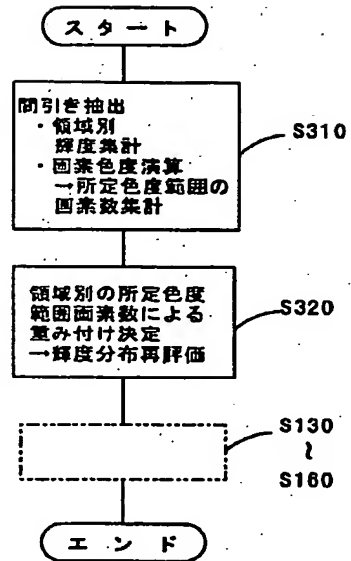 スタート
間引き抽出
・領域別
輝度集計
・画素色度演算
→所定色度範囲の
画素数集計
S310
領域別の所定色度
範囲画素数による
重み付け決定
→輝度分布再評価
S320
S130
~
S160
エンド